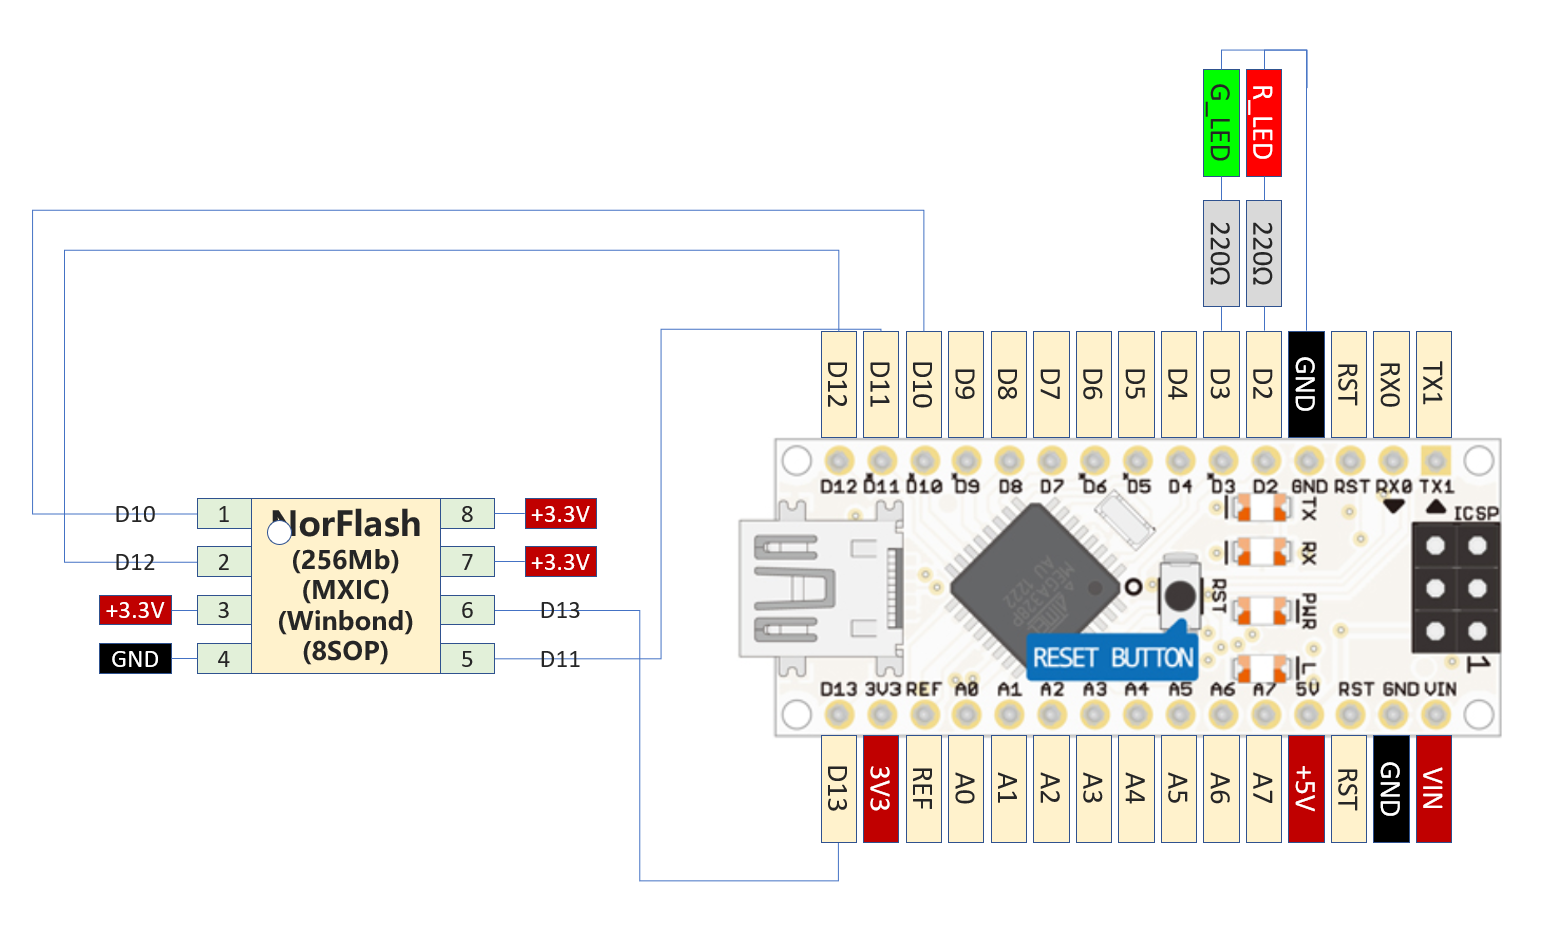 G_LED
R_LED
220Ω
220Ω
D12
D11
D10
D9
D8
D7
D6
D5
D4
D3
D2
GND
RST
RX0
TX1
D12 D11 D10 D9 D8 D7 D6 D5 D4 D3 D2 GND RST RX0 TX1
TX
RX
PWR
L
RST
ICSP
1
MEGA328P
AU 1222
RESET BUTTON
D13 3V3 REF A0 A1 A2 A3 A4 A5 A6 A7 5V RST GND VIN
D13
3V3
REF
A0
A1
A2
A3
A4
A5
A6
A7
+5V
RST
GND
VIN
NorFlash
(256Mb)
(MXIC)
(Winbond)
(8SOP)
D10 1
D12 2
+3.3V 3
GND 4
8 +3.3V
7 +3.3V
6 D13
5 D11